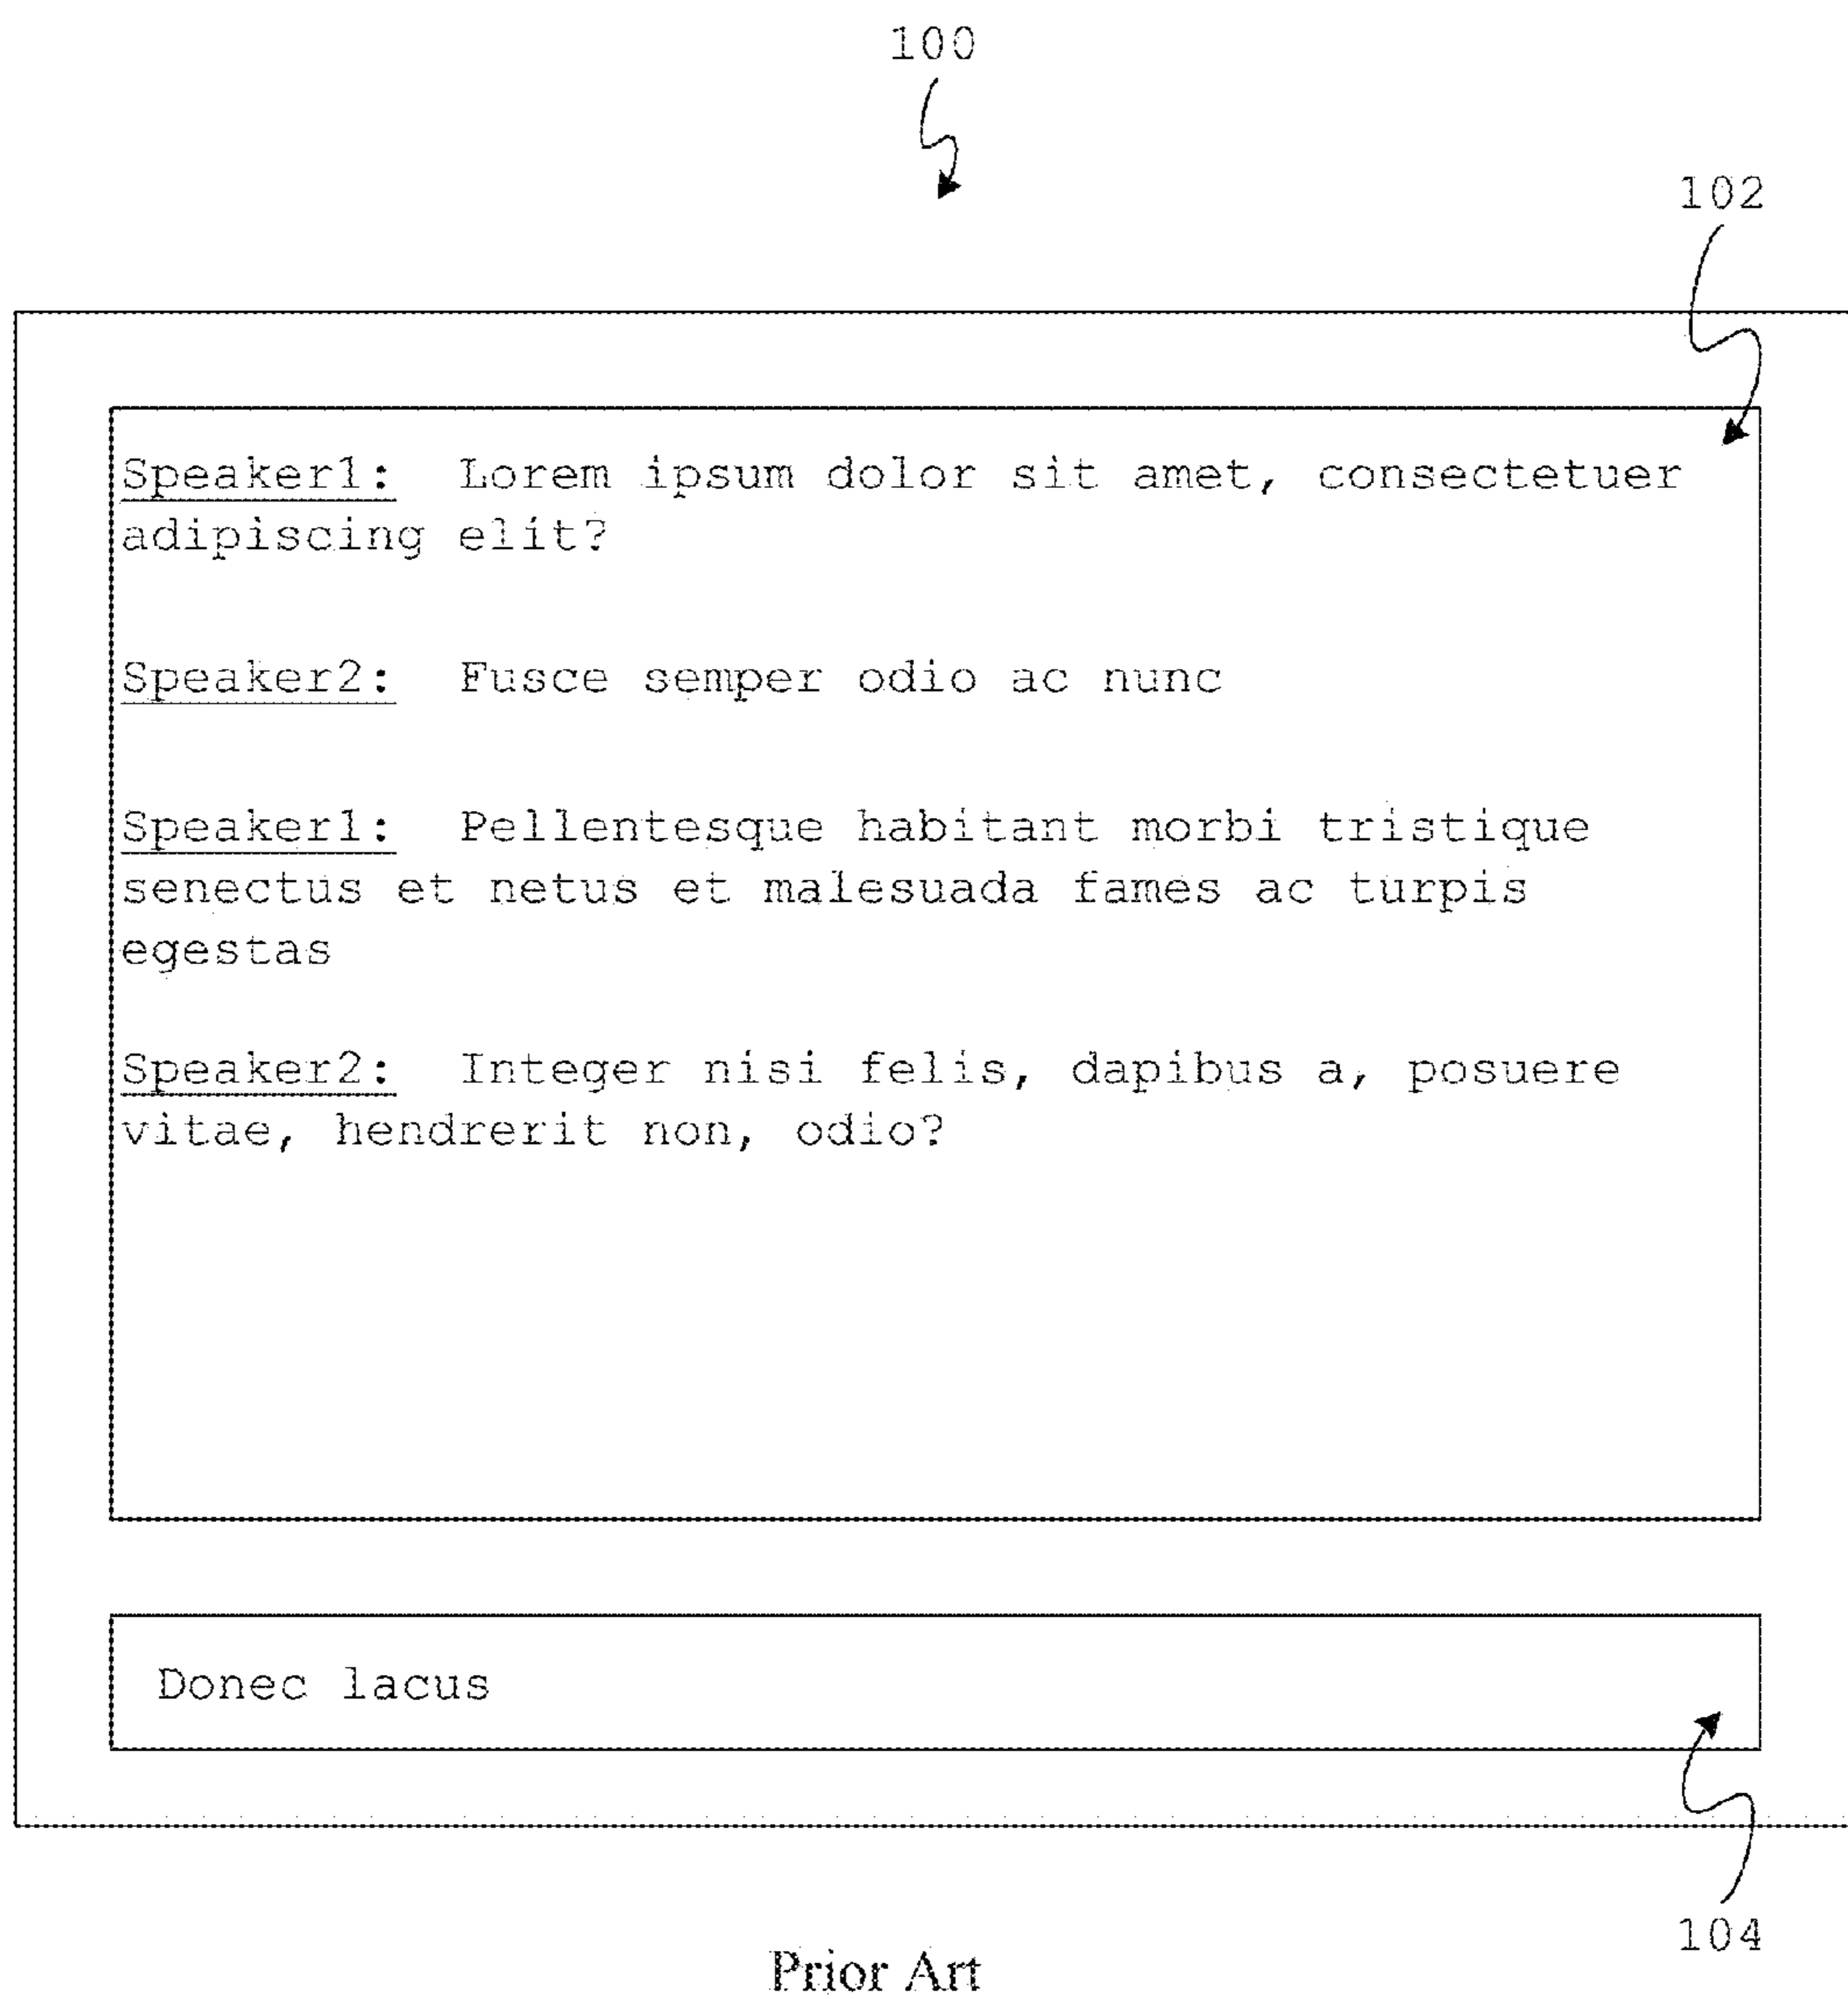 100
102
Speaker1: Lorem ipsum dolor sit amet, consectetuer
adipiscing elit?
Speaker2: Fusce semper odio ac nunc
Speaker1: Pellentesque habitant morbi tristique
senectus et netus et malesuada fames ac turpis
egestas
Speaker2: Integer nisi felis, dapibus a, posuere
vitae, hendrerit non, odio?
Donec lacus
104
Prior Art